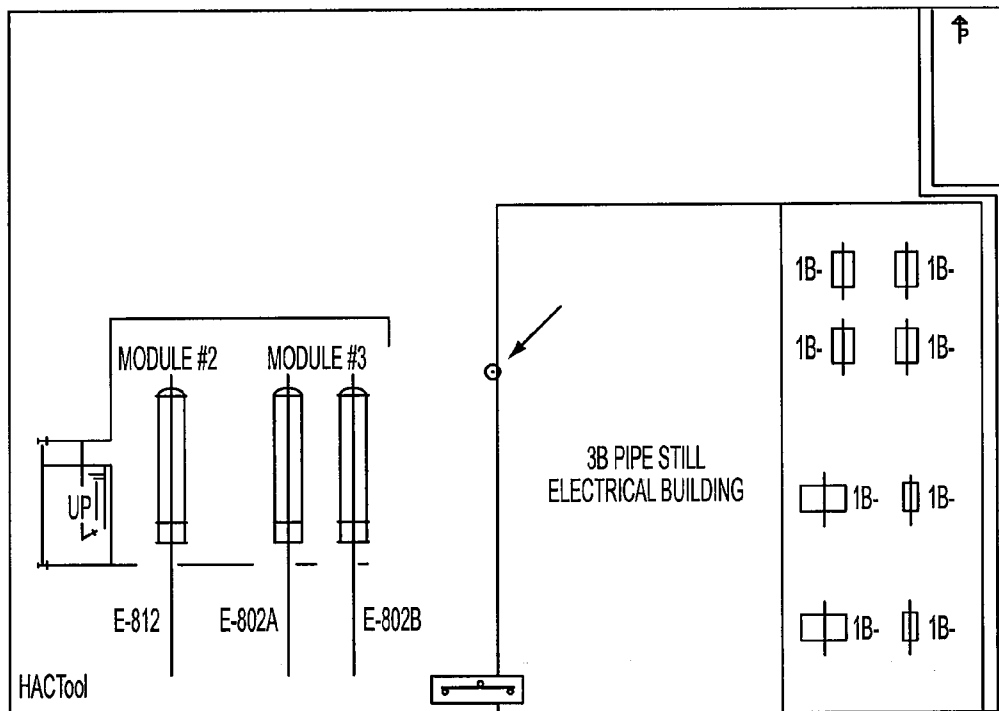 1B- 1B-
1B- 1B-
MODULE #2 MODULE #3
3B PIPE STILL
ELECTRICAL BUILDING
UP
1B- 1B-
E-812 E-802A E-802B
1B- 1B-
HACTool